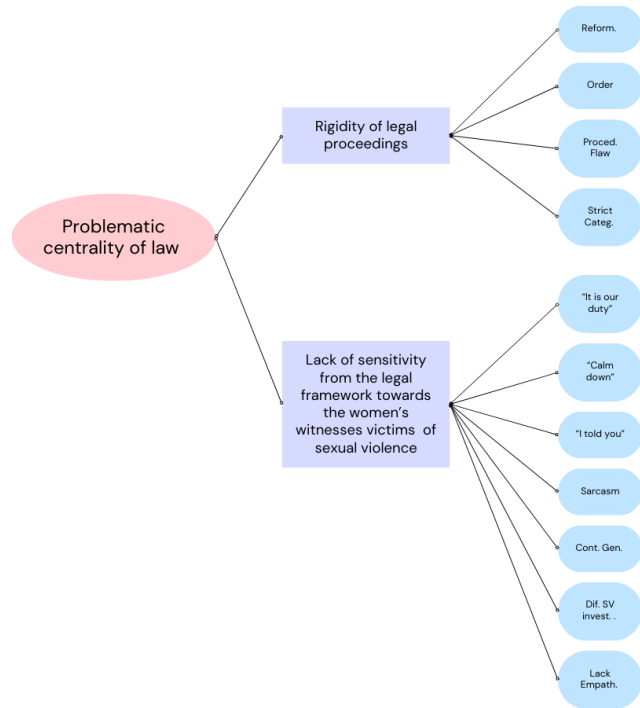 Problematic
centrality of law
Rigidity of legal
proceedings
Reform.
Order
Proced.
Flaw
Strict
Categ.
Lack of sensitivity
from the legal
framework towards
the women’s
witnesses victims of
sexual violence
“It is our
duty”
“Calm
down”
“I told you”
Sarcasm
Cont. Gen.
Dif. SV
invest. .
Lack
Empath.